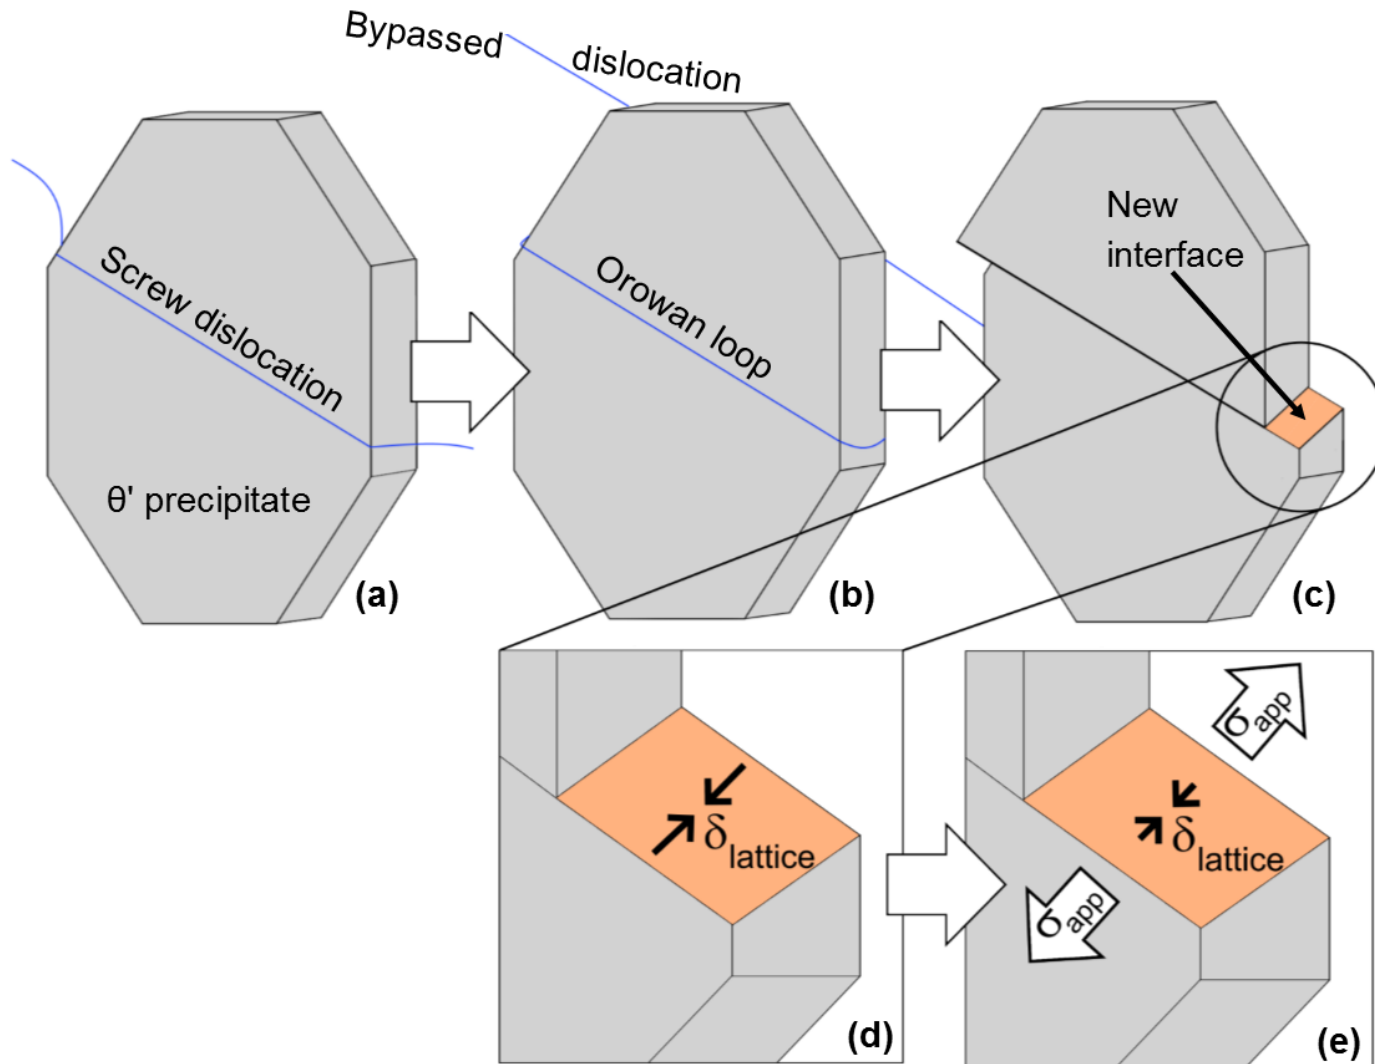 Bypassed dislocation
Screw dislocation
θ' precipitate
(a)
Orowan loop
(b)
New
interface
(c)
δlattice
(d)
σapp
δlattice
σapp
(e)